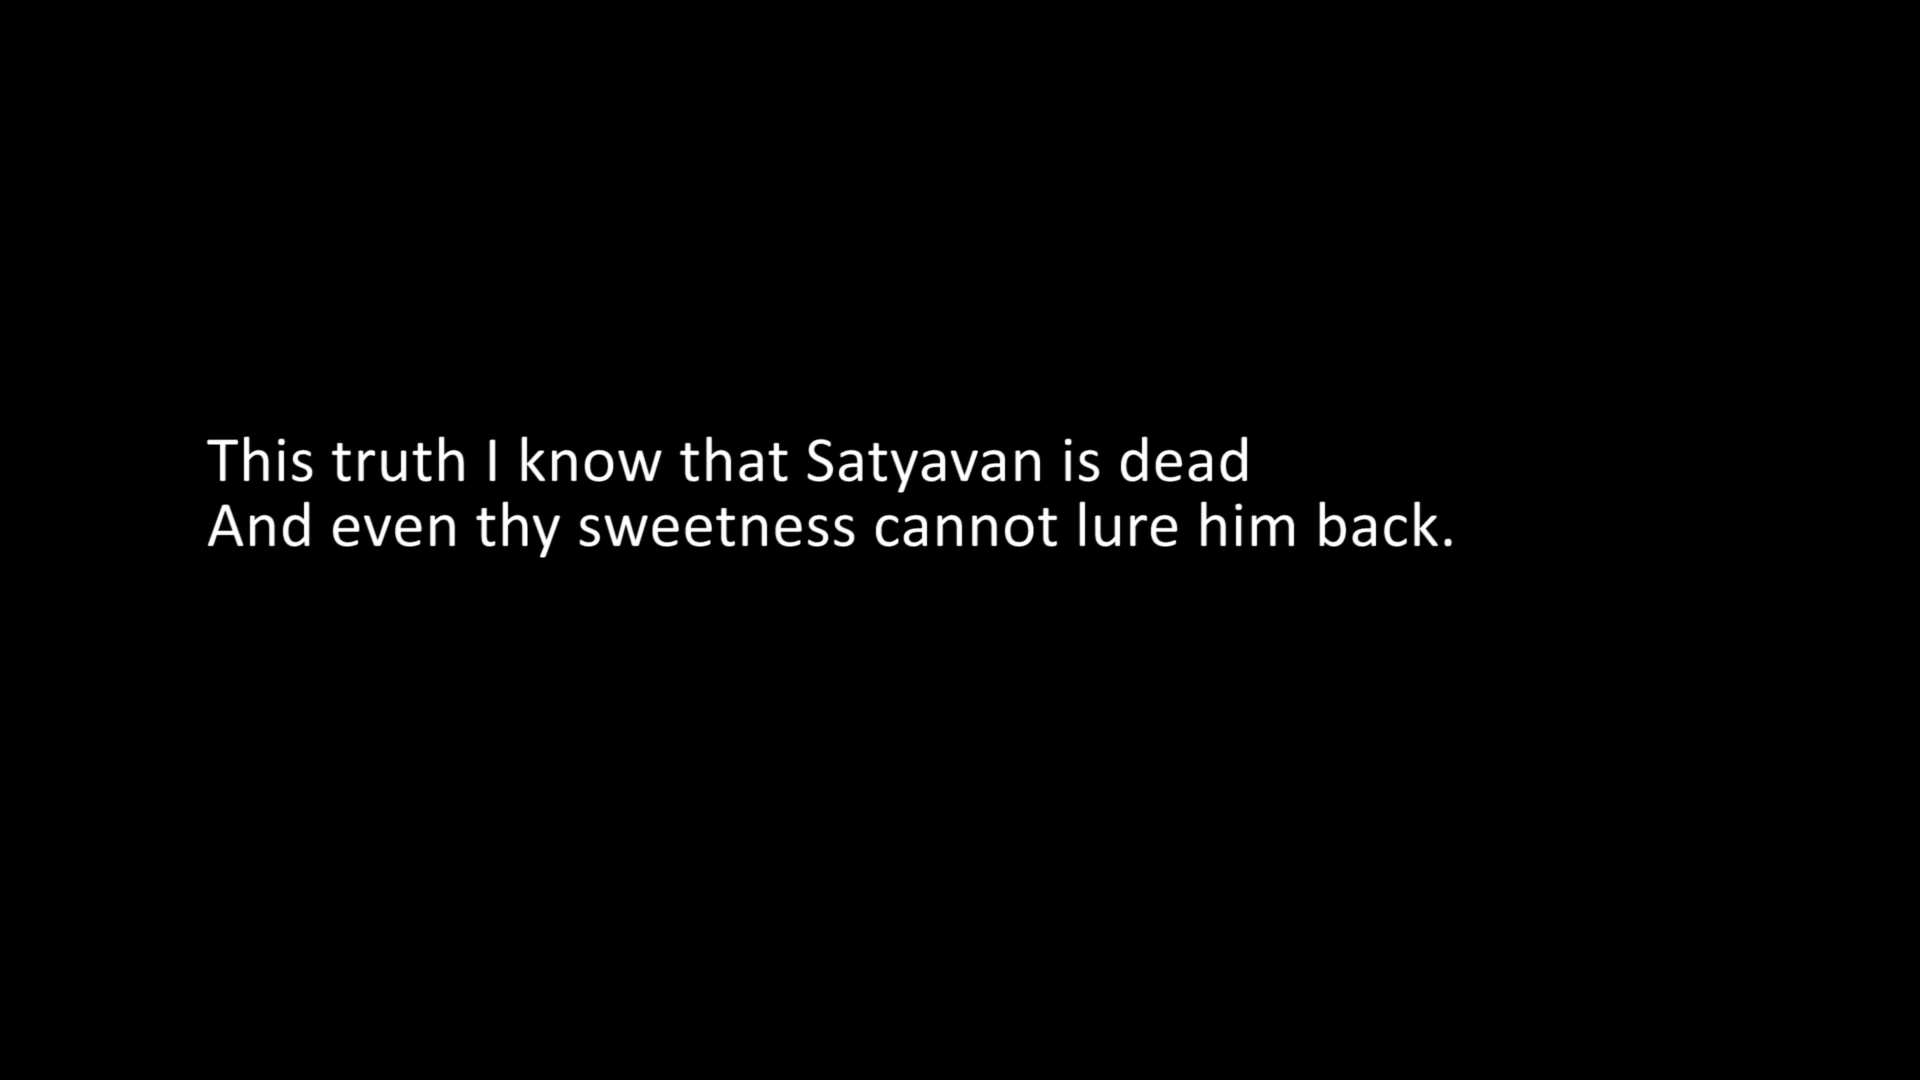 This truth I know that Satyavan is dead
And even thy sweetness cannot lure him back.